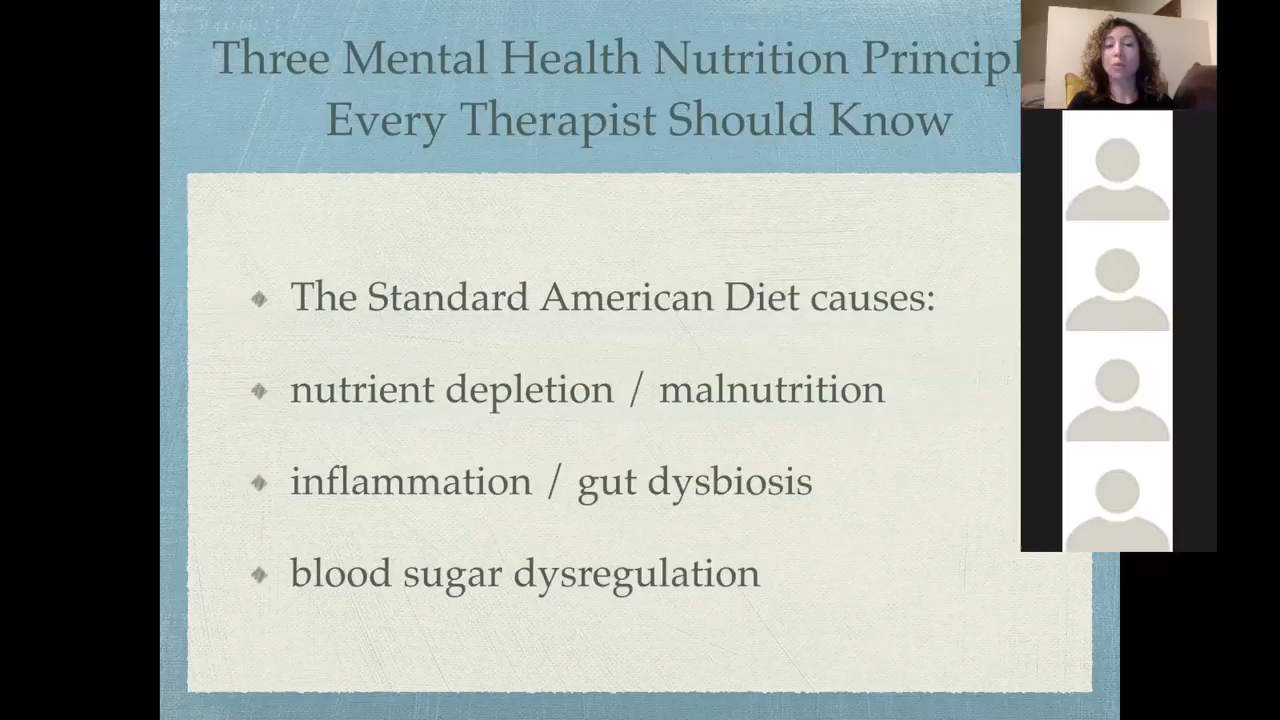 Three Mental Health Nutrition
Every Therapist Should Know
The Standard American Diet causes:
nutrient depletion / malnutrition
inflammation / gut dysbiosis
blood sugar dysregulation